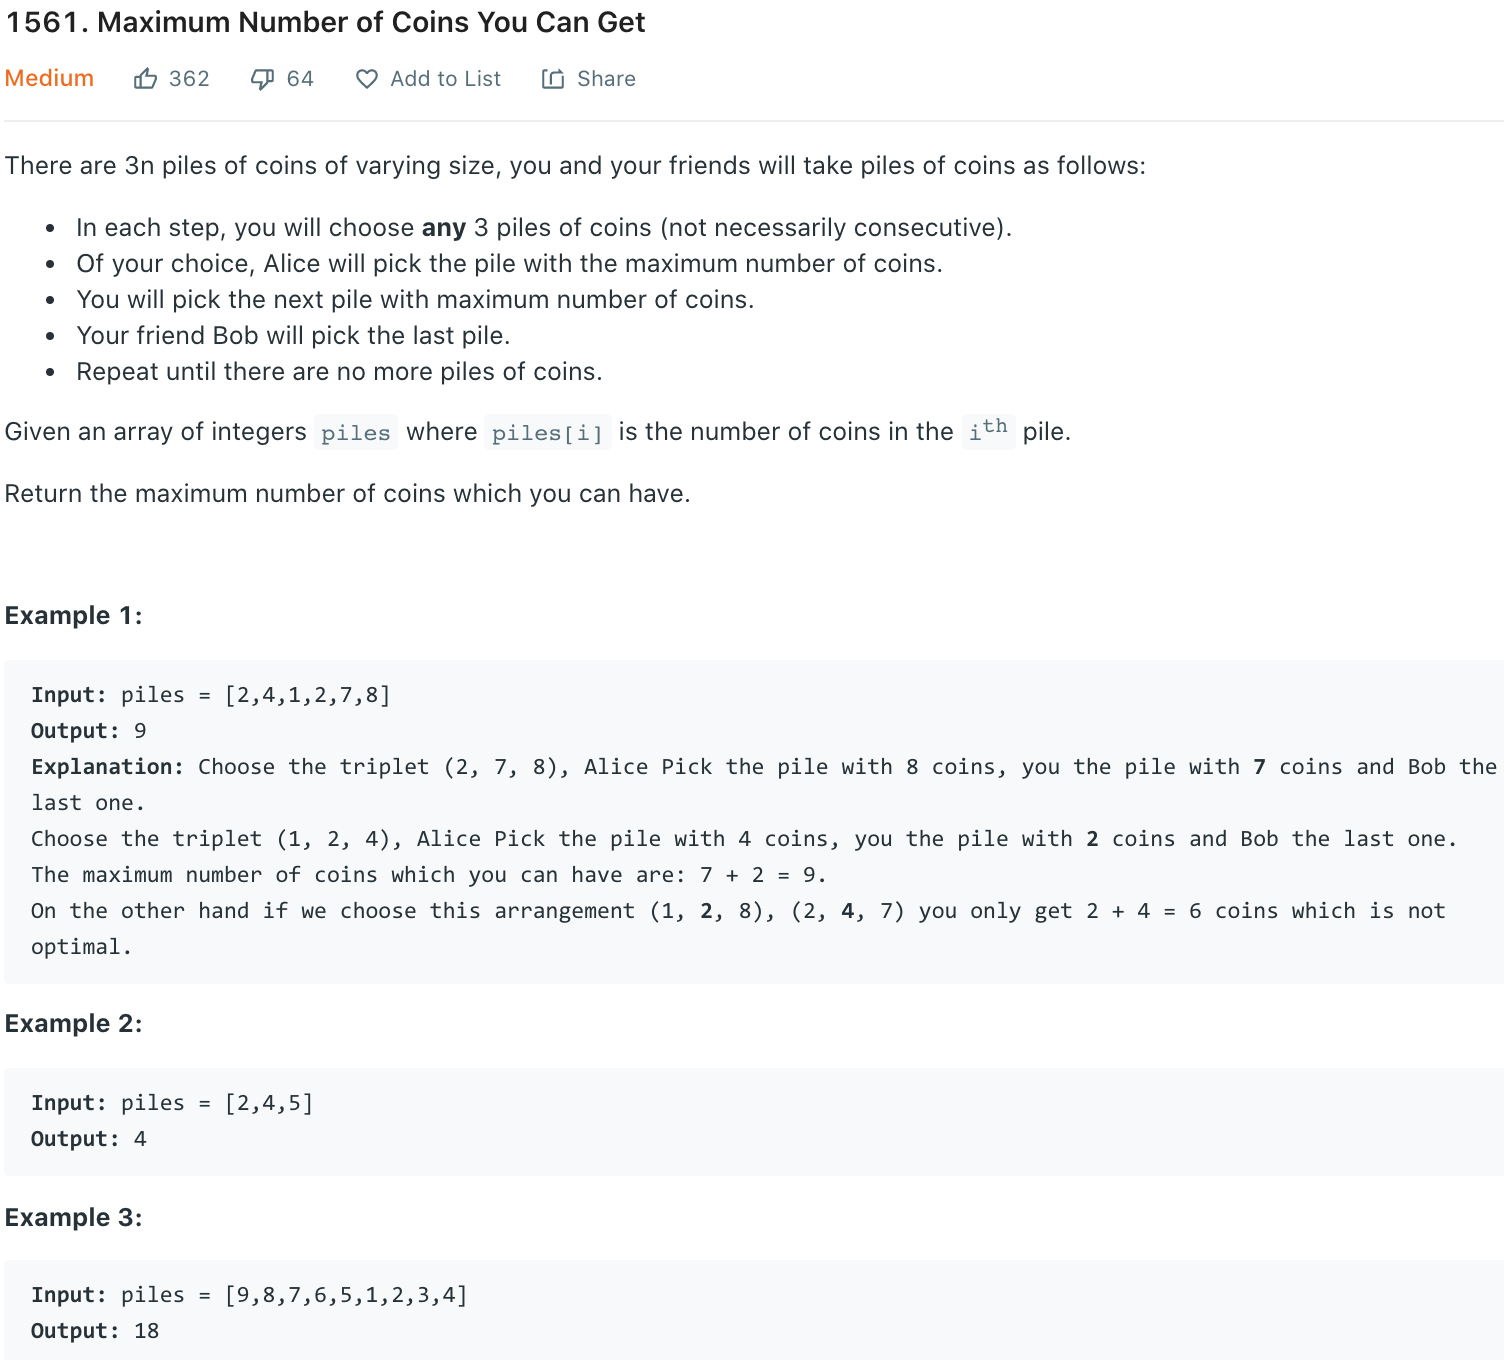 1561. Maximum Number of Coins You Can Get
Medium 362 64 Add to List Share
There are 3n piles of coins of varying size, you and your friends will take piles of coins as follows:
• In each step, you will choose any 3 piles of coins (not necessarily consecutive).
• Of your choice, Alice will pick the pile with the maximum number of coins.
• You will pick the next pile with maximum number of coins.
• Your friend Bob will pick the last pile.
• Repeat until there are no more piles of coins.
Given an array of integers piles where piles[i] is the number of coins in the ith pile.
Return the maximum number of coins which you can have.
Example 1:
Input: piles = [2,4,1,2,7,8]
Output: 9
Explanation: Choose the triplet (2, 7, 8), Alice Pick the pile with 8 coins, you the pile with 7 coins and Bob the
last one.
Choose the triplet (1, 2, 4), Alice Pick the pile with 4 coins, you the pile with 2 coins and Bob the last one.
The maximum number of coins which you can have are: 7 + 2 = 9.
On the other hand if we choose this arrangement (1, 2, 8), (2, 4, 7) you only get 2 + 4 = 6 coins which is not
optimal.
Example 2:
Input: piles = [2,4,5]
Output: 4
Example 3:
Input: piles = [9,8,7,6,5,1,2,3,4]
Output: 18